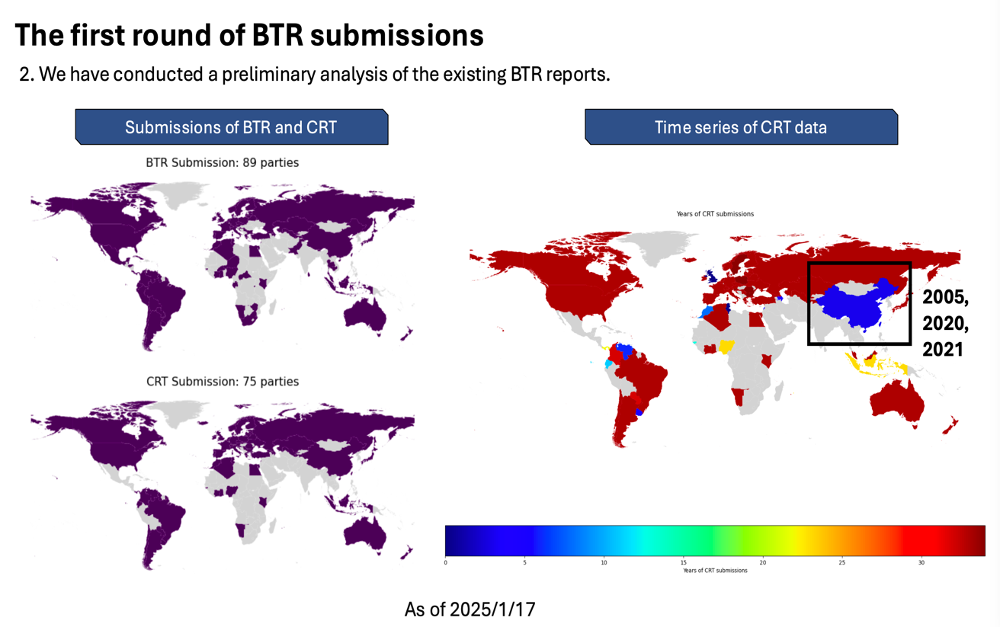 The first round of BTR submissions
2. We have conducted a preliminary analysis of the existing BTR reports.
Submissions of BTR and CRT
BTR Submission: 89 parties
CRT Submission: 75 parties
Time series of CRT data
Years of CRT submissions
2005,
2020,
2021
0 5 10 15 20 25 30
Years of CRT submissions
As of 2025/1/17